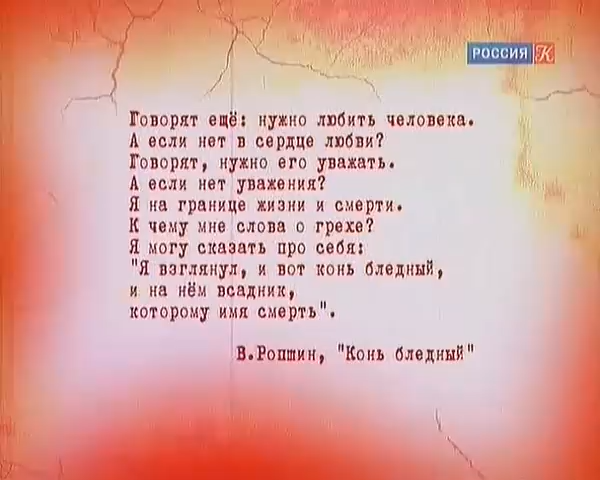 РОССИЯ К
Говорят ещё: нужно любить человека.
А если нет в сердце любви?
Говорят, нужно его уважать.
А если нет уважения?
Я на границе жизни и смерти.
К чему мне слова о грехе?
Я могу сказать про себя:
"Я взглянул, и вот конь бледный,
и на нём всадник,
которому имя смерть".
В.Ропшин, "Конь бледный"